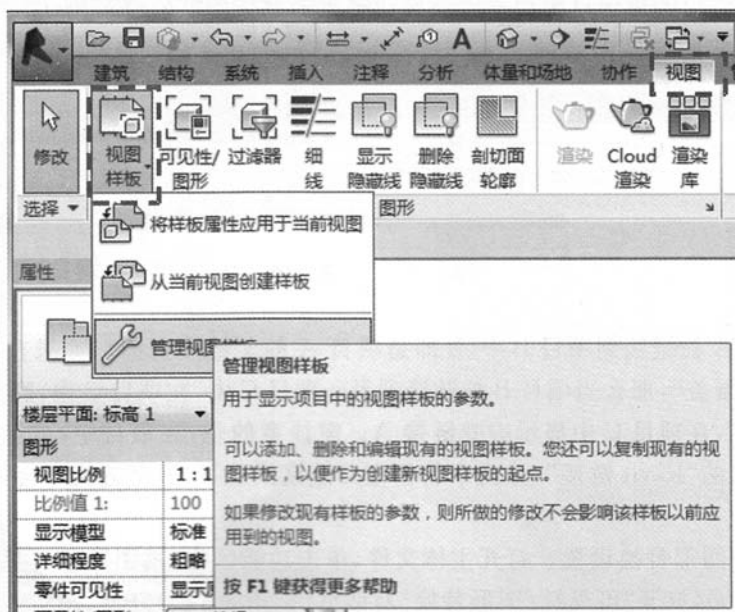 建筑 结构 系统 插入 注释 分析 体量和场地 协作 视图
修改 视图样板 可见性/图形 过滤器 细线 显示隐藏线 删除隐藏线 剖切面轮廓 渲染 Cloud渲染 渲染库
选择 图形
将样板属性应用于当前视图
属性
从当前视图创建样板
管理视图
管理视图样板
用于显示项目中的视图样板的参数。
楼层平面: 标高 1
图形
可以添加、删除和编辑现有的视图样板。您还可以复制现有的视
图样板，以便作为创建新视图样板的起点。
视图比例 1 : 1
比例值 1: 100
如果修改现有样板的参数，则所做的修改不会影响该样板以前应
用到的视图。
显示模型 标准
详细程度 粗略
零件可见性 显示
按 F1 键获得更多帮助